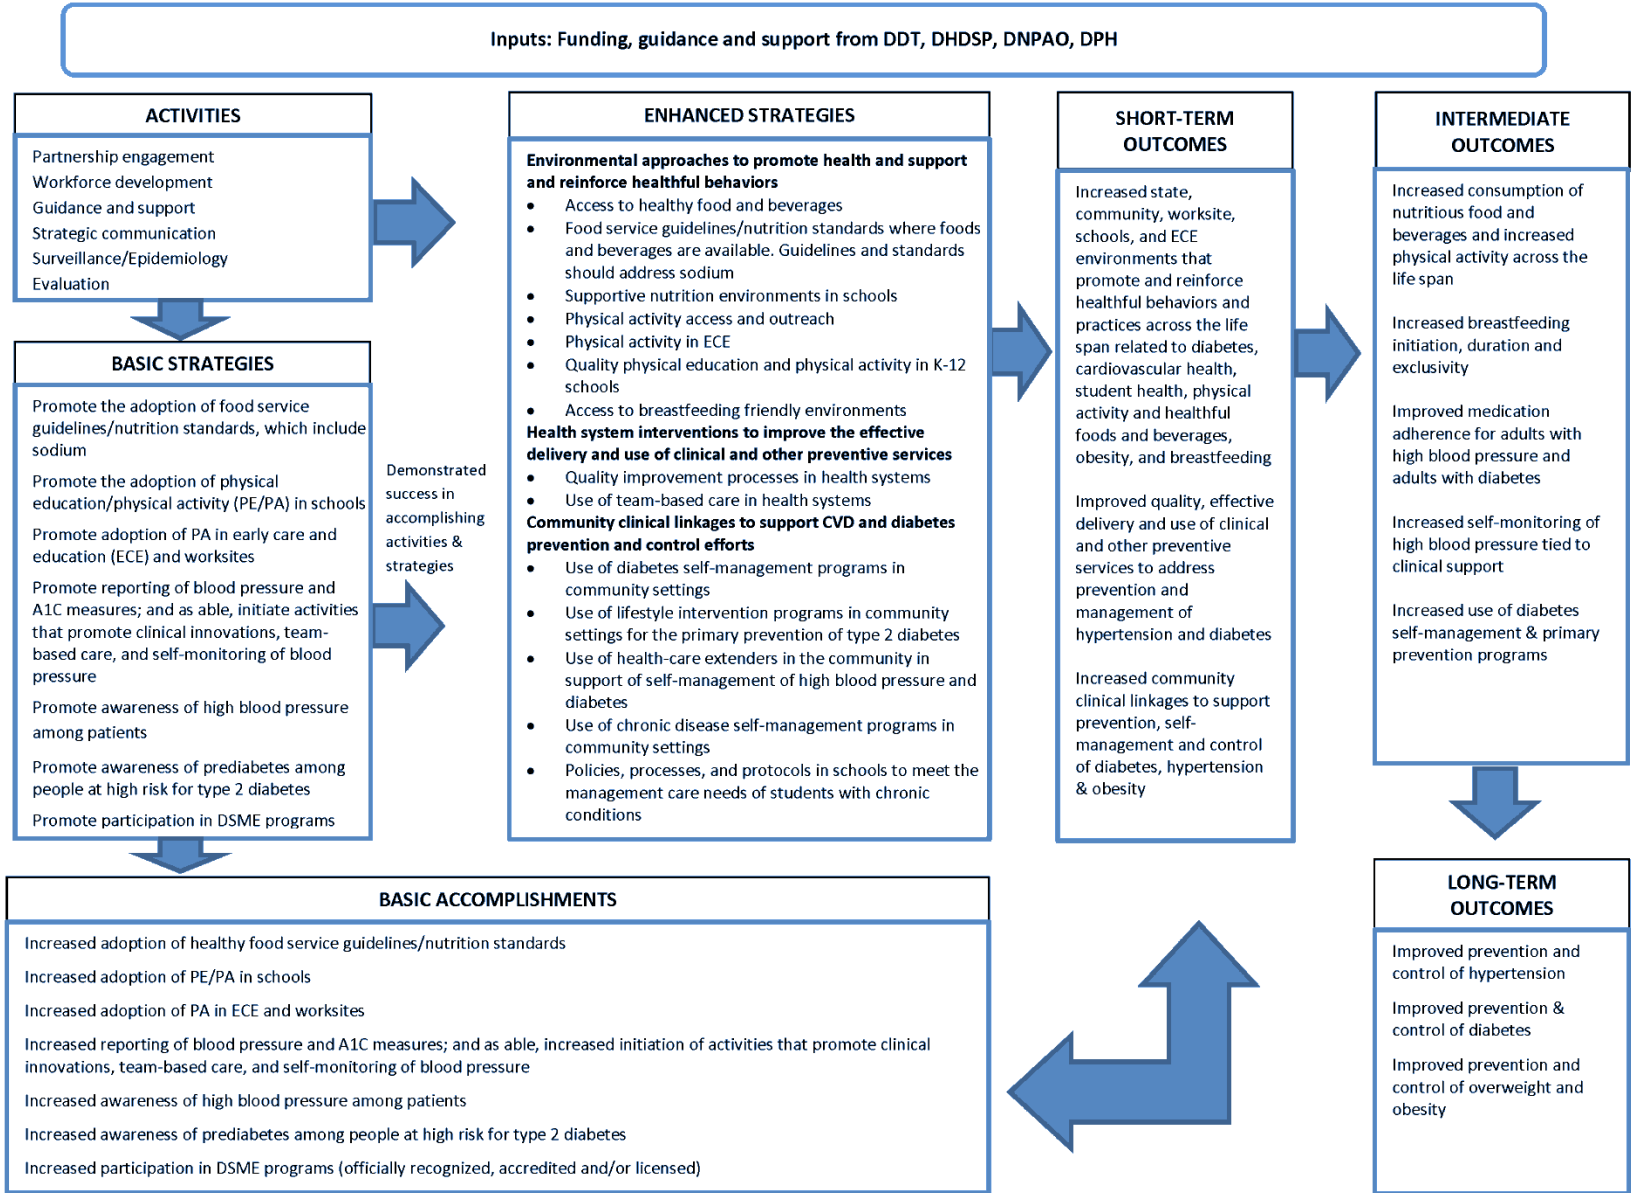 Inputs: Funding, guidance and support from DDT, DHDSP, DNPAO, DPH
ACTIVITIES
Partnership engagement
Workforce development
Guidance and support
Strategic communication
Surveillance/Epidemiology
Evaluation
BASIC STRATEGIES
Promote the adoption of food service
guidelines/nutrition standards, which include
sodium
Promote the adoption of physical
education/physical activity (PE/PA) in schools
Promote adoption of PA in early care and
education (ECE) and worksites
Promote reporting of blood pressure and
A1C measures; and as able, initiate activities
that promote clinical innovations, team-
based care, and self-monitoring of blood
pressure
Promote awareness of high blood pressure
among patients
Promote awareness of prediabetes among
people at high risk for type 2 diabetes
Promote participation in DSME programs
Demonstrated
success in
accomplishing
activities &
strategies
ENHANCED STRATEGIES
Environmental approaches to promote health and support
and reinforce healthful behaviors
• Access to healthy food and beverages
• Food service guidelines/nutrition standards where foods
and beverages are available. Guidelines and standards
should address sodium
• Supportive nutrition environments in schools
• Physical activity access and outreach
• Physical activity in ECE
• Quality physical education and physical activity in K-12
schools
• Access to breastfeeding friendly environments
Health system interventions to improve the effective
delivery and use of clinical and other preventive services
• Quality improvement processes in health systems
• Use of team-based care in health systems
Community clinical linkages to support CVD and diabetes
prevention and control efforts
• Use of diabetes self-management programs in
community settings
• Use of lifestyle intervention programs in community
settings for the primary prevention of type 2 diabetes
• Use of health-care extenders in the community in
support of self-management of high blood pressure and
diabetes
• Use of chronic disease self-management programs in
community settings
• Policies, processes, and protocols in schools to meet the
management care needs of students with chronic
conditions
SHORT-TERM
OUTCOMES
Increased state,
community, worksite,
schools, and ECE
environments that
promote and reinforce
healthful behaviors and
practices across the life
span related to diabetes,
cardiovascular health,
student health, physical
activity and healthful
foods and beverages,
obesity, and breastfeeding
Improved quality, effective
delivery and use of clinical
and other preventive
services to address
prevention and
management of
hypertension and diabetes
Increased community
clinical linkages to support
prevention, self-
management and control
of diabetes, hypertension
& obesity
INTERMEDIATE
OUTCOMES
Increased consumption of
nutritious food and
beverages and increased
physical activity across the
life span
Increased breastfeeding
initiation, duration and
exclusivity
Improved medication
adherence for adults with
high blood pressure and
adults with diabetes
Increased self-monitoring of
high blood pressure tied to
clinical support
Increased use of diabetes
self-management & primary
prevention programs
BASIC ACCOMPLISHMENTS
Increased adoption of healthy food service guidelines/nutrition standards
Increased adoption of PE/PA in schools
Increased adoption of PA in ECE and worksites
Increased reporting of blood pressure and A1C measures; and as able, increased initiation of activities that promote clinical
innovations, team-based care, and self-monitoring of blood pressure
Increased awareness of high blood pressure among patients
Increased awareness of prediabetes among people at high risk for type 2 diabetes
Increased participation in DSME programs (officially recognized, accredited and/or licensed)
LONG-TERM
OUTCOMES
Improved prevention and
control of hypertension
Improved prevention &
control of diabetes
Improved prevention and
control of overweight and
obesity